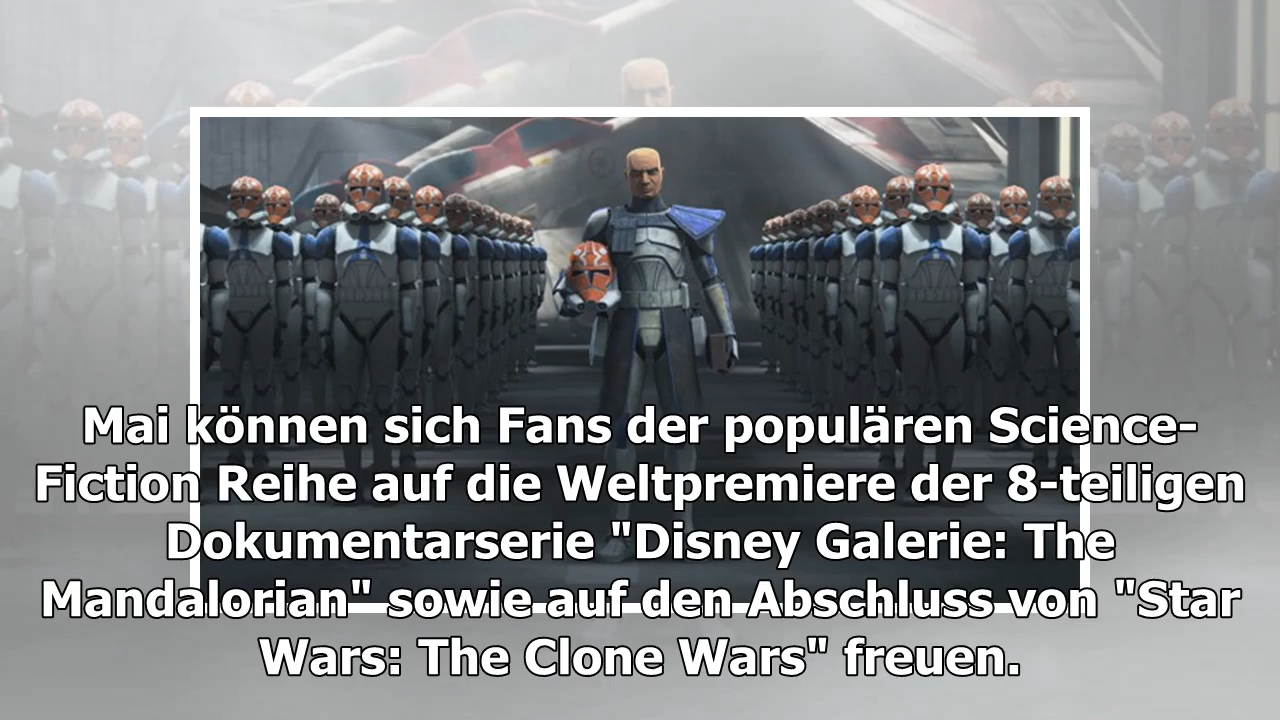 Mai können sich Fans der populären Science-
Fiction Reihe auf die Weltpremiere der 8-teiligen
Dokumentarserie "Disney Galerie: The
Mandalorian" sowie auf den Abschluss von "Star
Wars: The Clone Wars" freuen.